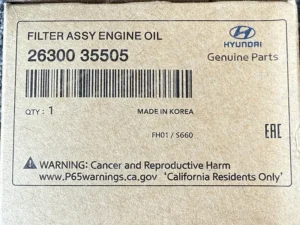 FILTER ASSY ENGINE OIL
26300 35505
HYUNDAI
Genuine Parts
QTY : 1
MADE IN KOREA
FH01 / S660
EAC
WARNING: Cancer and Reproductive Harm
www.P65warnings.ca.gov 'California Residents Only'